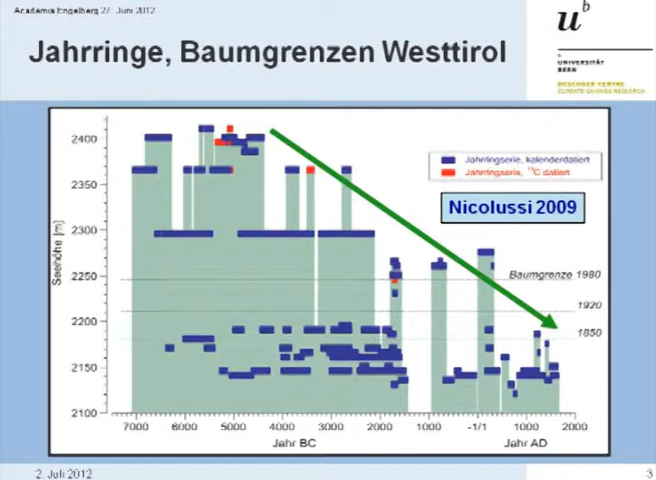 Academia Engelberg 27. Juni 2012
u b
b
UNIVERSITÄT
BERN
OESCHGER CENTRE
CLIMATE CHANGE RESEARCH
Jahrringe, Baumgrenzen Westtirol
Jahrringserie, kalenderdatiert
Jahrringserie, 14C datiert
Nicolussi 2009
Seehöhe [m]
2400
2350
2300
2250
2200
2150
2100
Baumgrenze 1980
1920
1850
7000 6000 5000 4000 3000 2000 1000 -1/1 1000 2000
Jahr BC Jahr AD
2. Juli 2012 3